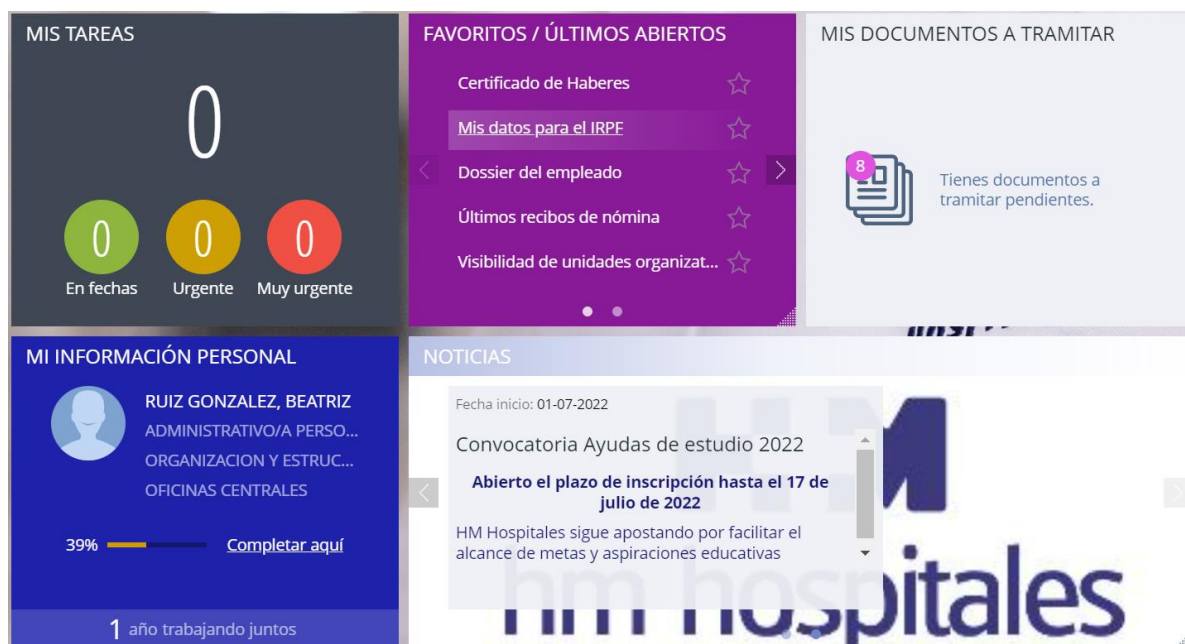 MIS TAREAS
0
0
0
0
En fechas
Urgente
Muy urgente
FAVORITOS / ÚLTIMOS ABIERTOS
Certificado de Haberes
Mis datos para el IRPF
Dossier del empleado
Últimos recibos de nómina
Visibilidad de unidades organizat...
MIS DOCUMENTOS A TRAMITAR
8
Tienes documentos a
tramitar pendientes.
MI INFORMACIÓN PERSONAL
RUIZ GONZALEZ, BEATRIZ
ADMINISTRATIVO/A PERSO...
ORGANIZACION Y ESTRUC...
OFICINAS CENTRALES
39%
Completar aquí
1 año trabajando juntos
NOTICIAS
Fecha inicio: 01-07-2022
Convocatoria Ayudas de estudio 2022
Abierto el plazo de inscripción hasta el 17 de
julio de 2022
HM Hospitales sigue apostando por facilitar el
alcance de metas y aspiraciones educativas
HM
hm hospitales